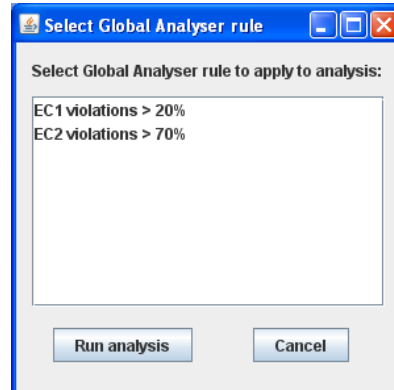 Select Global Analyser rule
Select Global Analyser rule to apply to analysis:
EC1 violations > 20%
EC2 violations > 70%
Run analysis
Cancel